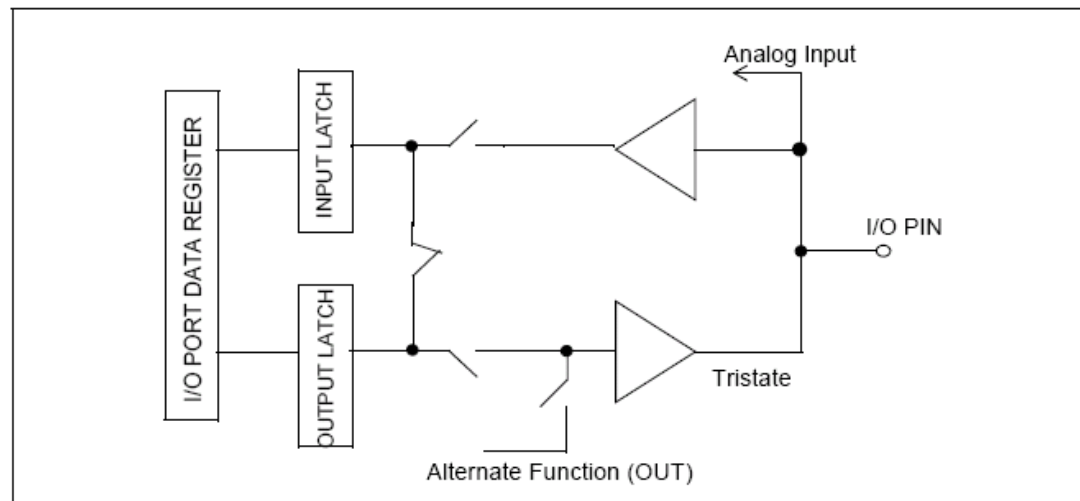 Analog Input
I/O PORT DATA REGISTER
INPUT LATCH
I/O PIN
OUTPUT LATCH
Tristate
Alternate Function (OUT)